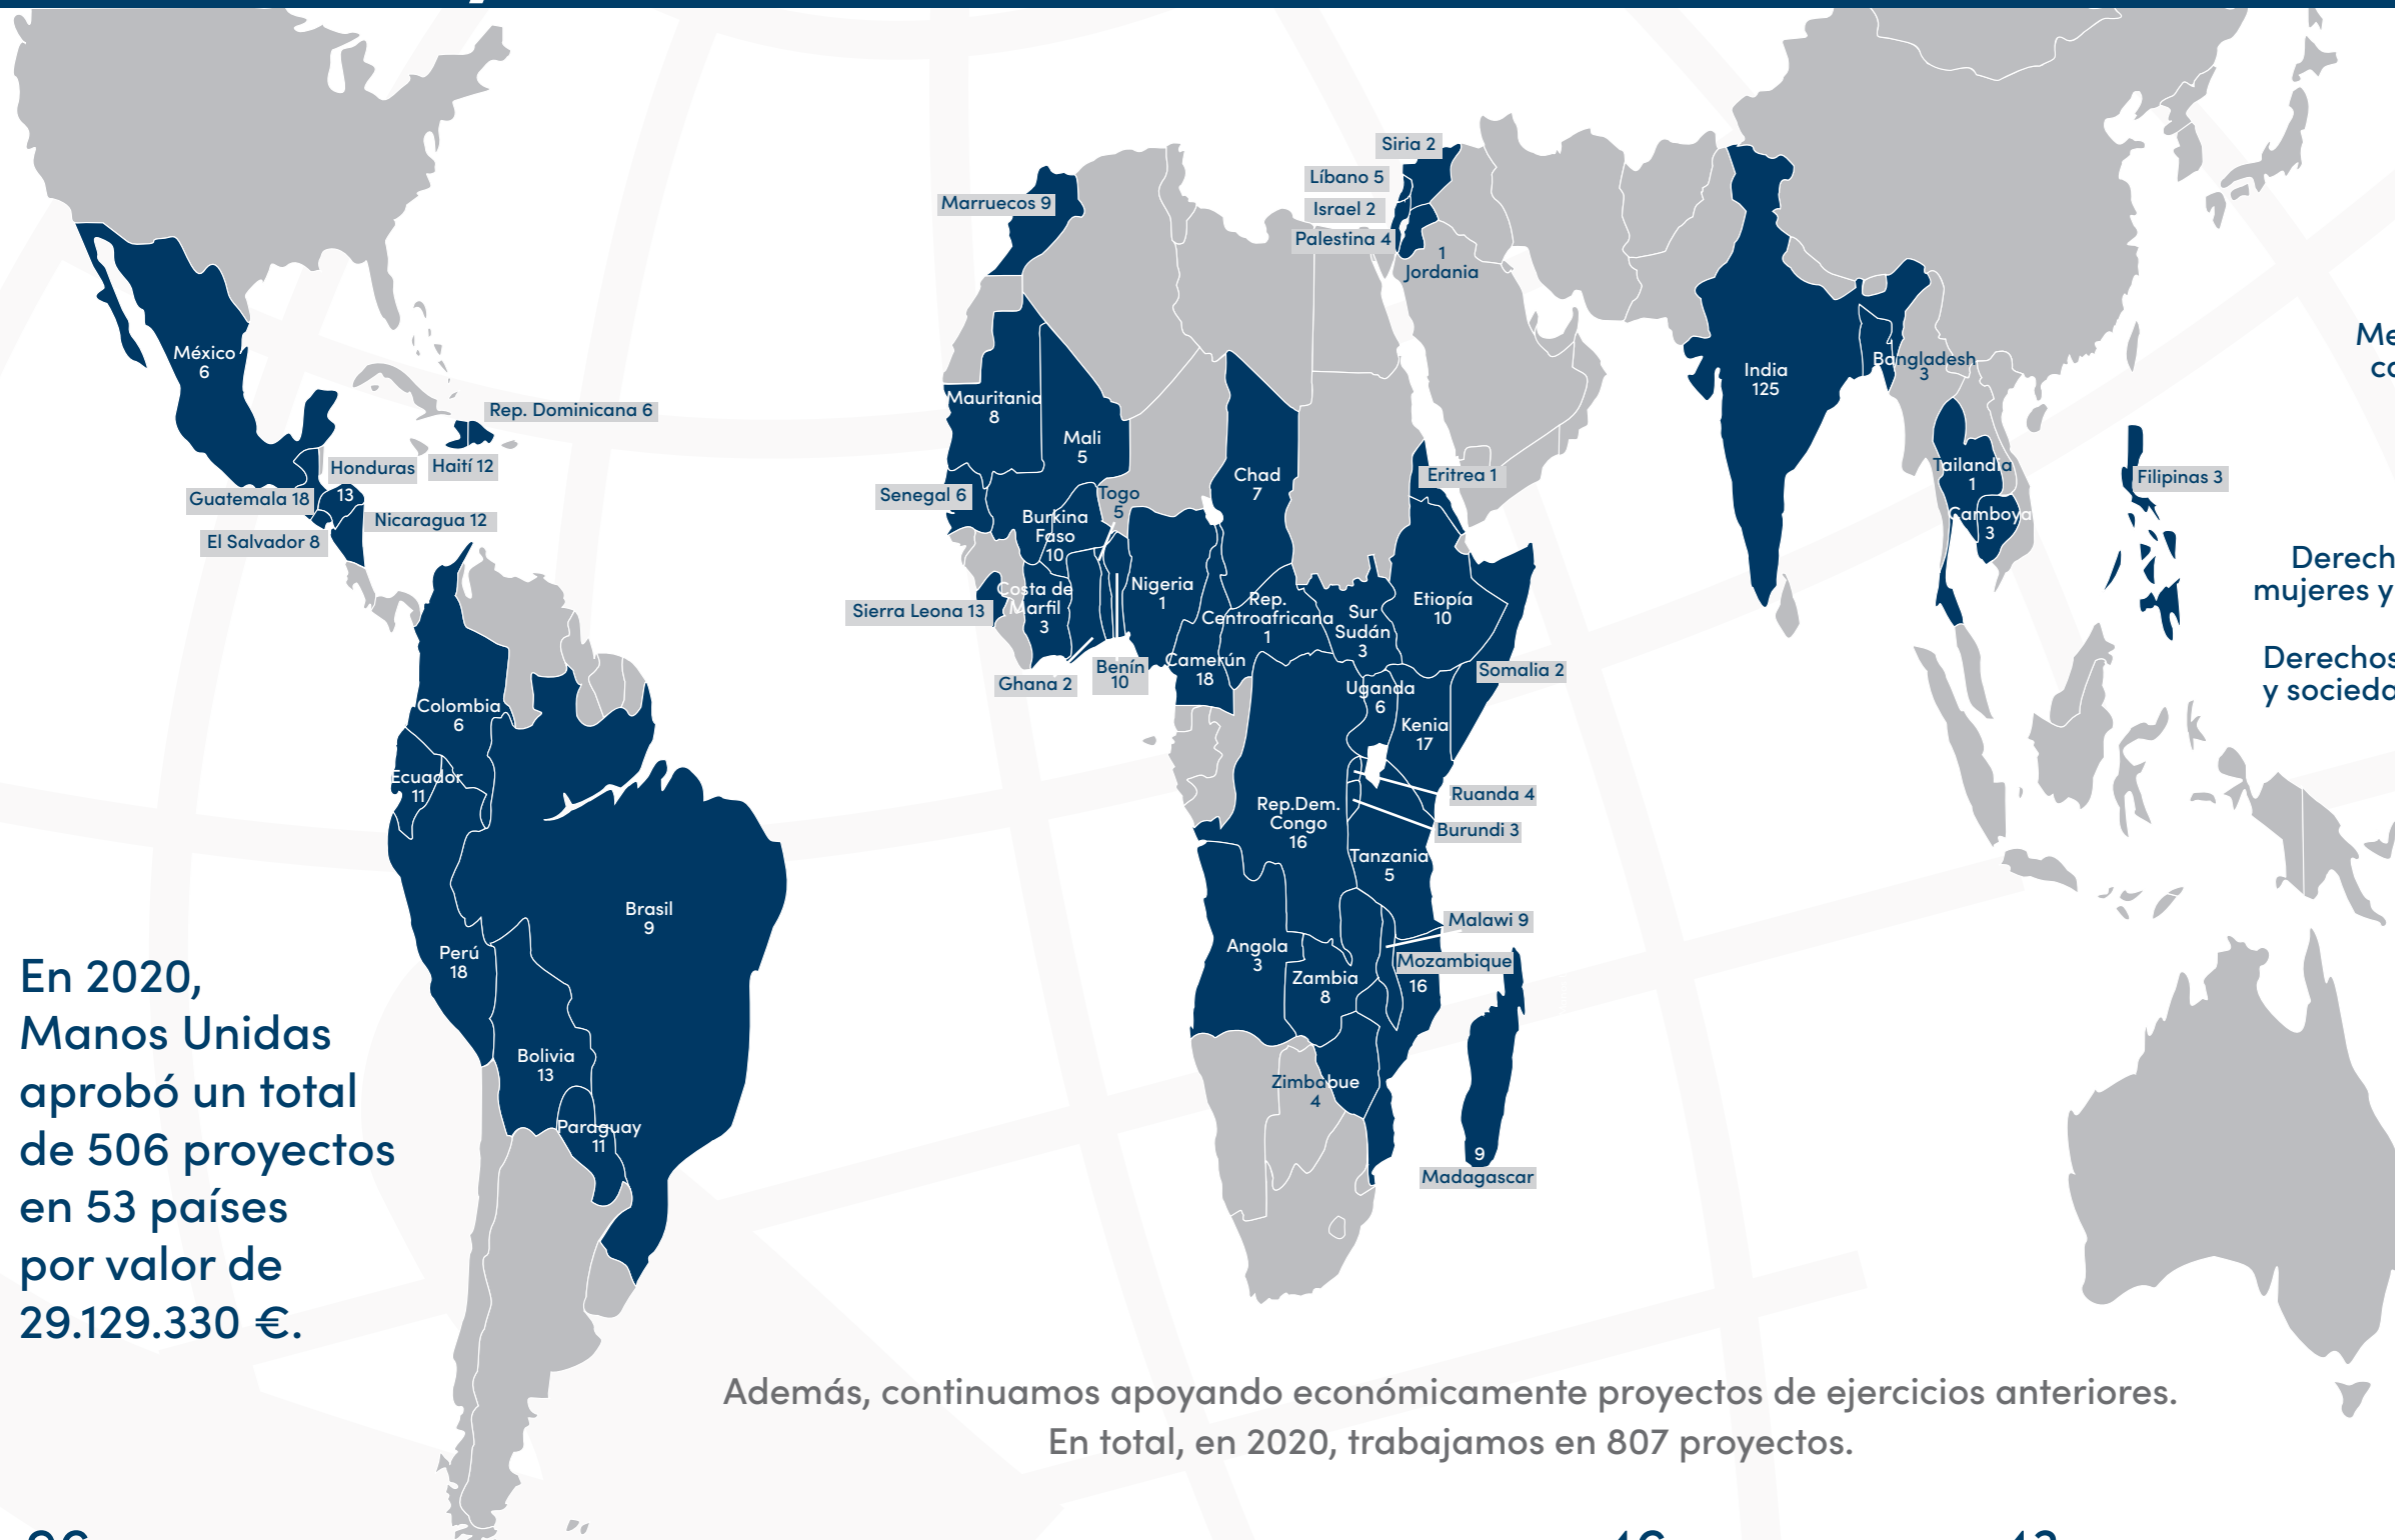 Siria 2
Líbano 5
Israel 2
Palestina 4
1
Jordania
Marruecos 9
México
6
Rep. Dominicana 6
Honduras
13
Haití 12
Guatemala 18
Nicaragua 12
El Salvador 8
Colombia
6
Ecuador
11
Perú
18
Brasil
9
Bolivia
13
Paraguay
11
Mauritania
8
Mali
5
Senegal 6
Burkina
Faso
10
Togo
5
Chad
7
Eritrea 1
Sierra Leona 13
Costa de
Marfil
3
Ghana 2
Benín
10
Nigeria
1
Camerún
18
Rep.
Centroafricana
1
Sur
Sudán
3
Etiopía
10
Somalia 2
Uganda
6
Kenia
17
Ruanda 4
Burundi 3
Rep.Dem.
Congo
16
Tanzania
5
Malawi 9
Mozambique
16
Angola
3
Zambia
8
Zimbabue
4
9
Madagascar
India
125
Bangladesh
3
Tailandia
1
Camboya
3
Filipinas 3
Derech
mujeres y
Derechos
y socieda
En 2020,
Manos Unidas
aprobó un total
de 506 proyectos
en 53 países
por valor de
29.129.330 €.
Además, continuamos apoyando económicamente proyectos de ejercicios anteriores.
En total, en 2020, trabajamos en 807 proyectos.